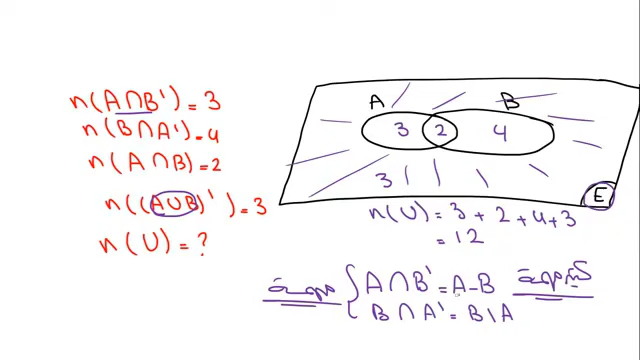 n(A∩B')=3
n(B∩A')=4
n(A∩B)=2
n((A∪B)')=3
n(U)=?
A B
3 2 4
3
E
n(U)=3+2+4+3
=12
A∩B'=A-B
B∩A'=B\A